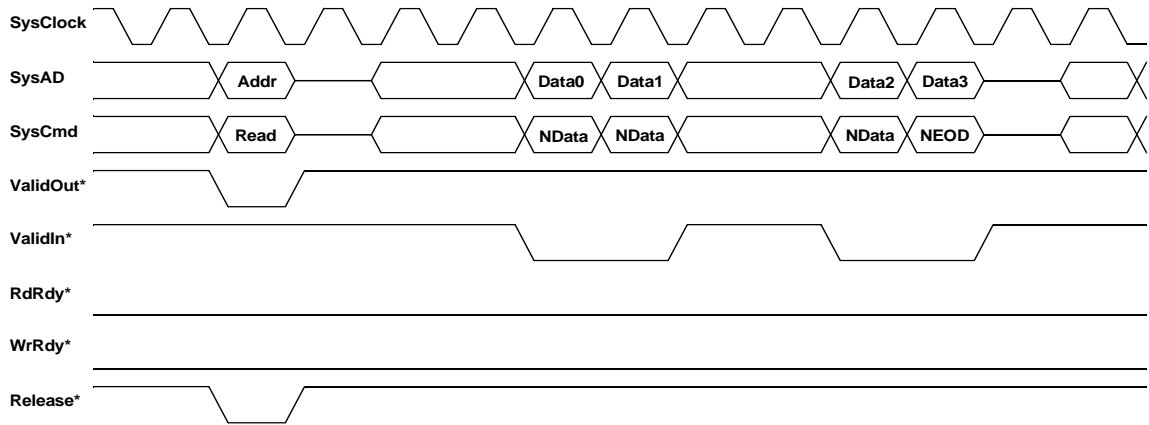 SysClock
SysAD Addr Data0 Data1 Data2 Data3
SysCmd Read NData NData NData NEOD
ValidOut*
ValidIn*
RdRdy*
WrRdy*
Release*